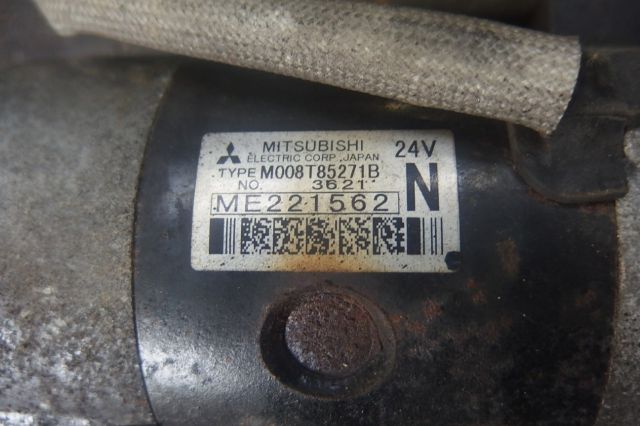 MITSUBISHI 24V
ELECTRIC CORP. JAPAN
TYPE M008T85271B
NO. 3621
ME221562 N